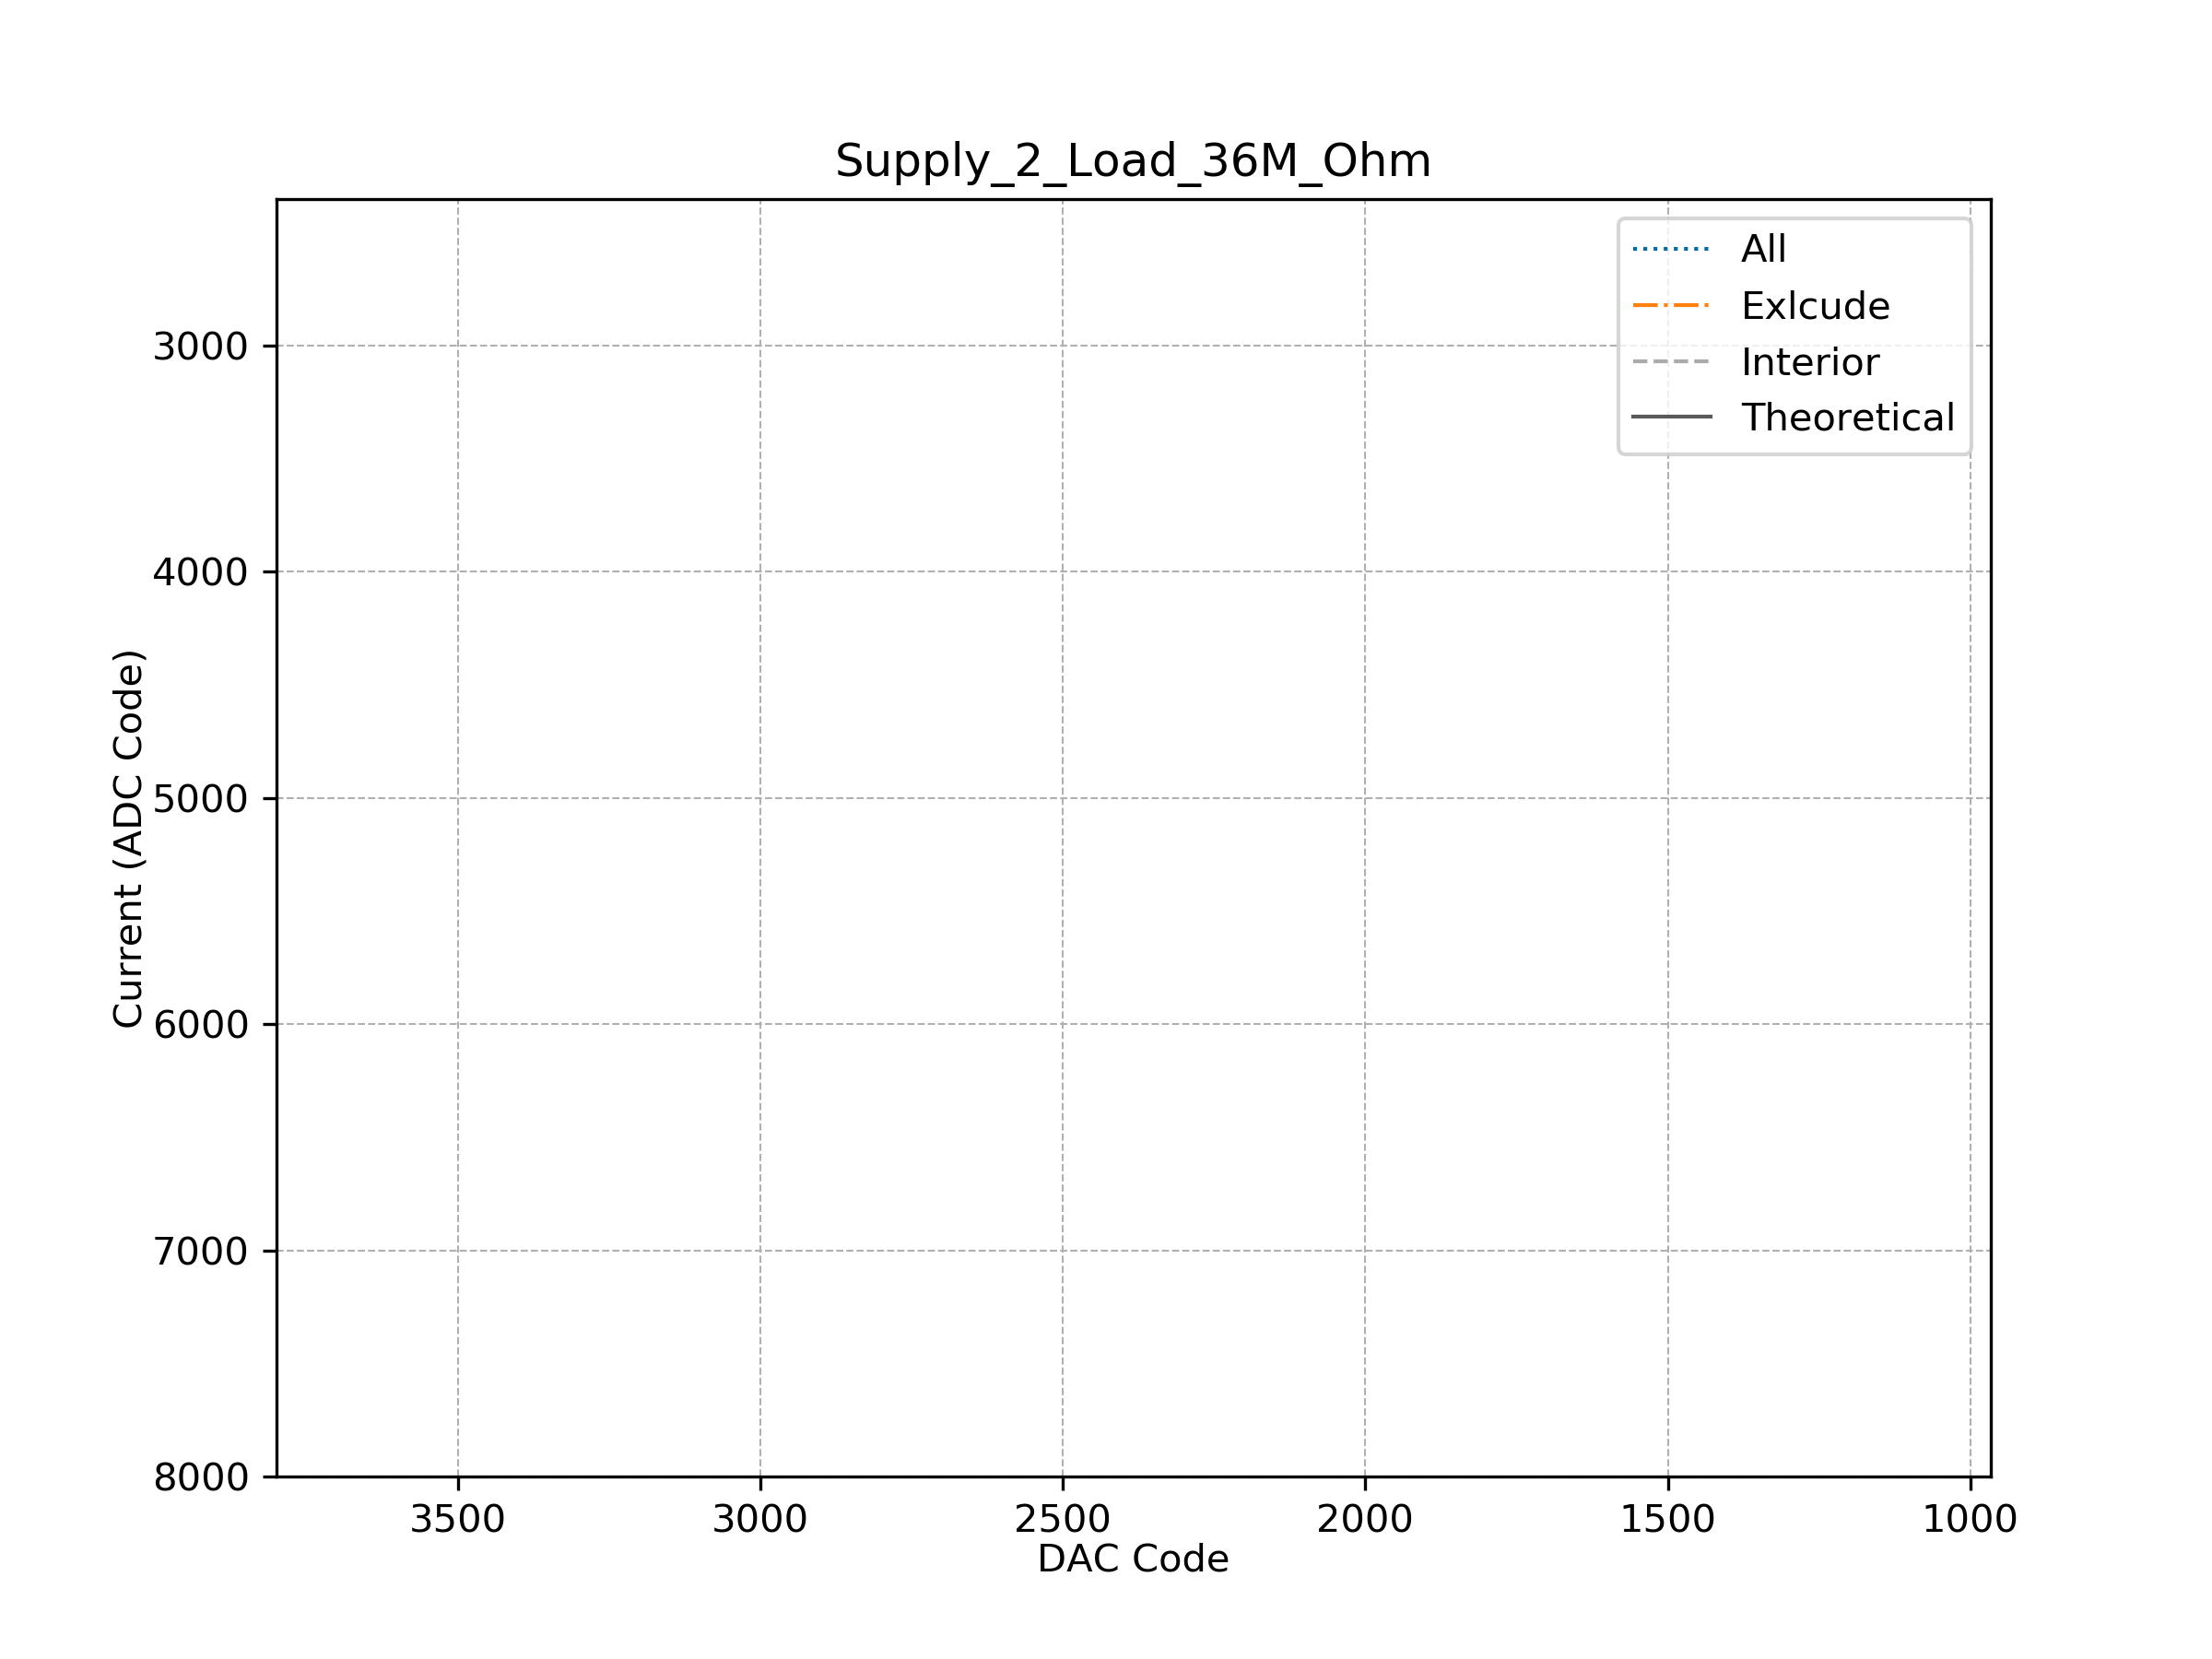 Supply_2_Load_36M_Ohm
All
Exlcude
Interior
Theoretical
3000
4000
5000
6000
7000
8000
Current (ADC Code)
3500 3000 2500 2000 1500 1000
DAC Code